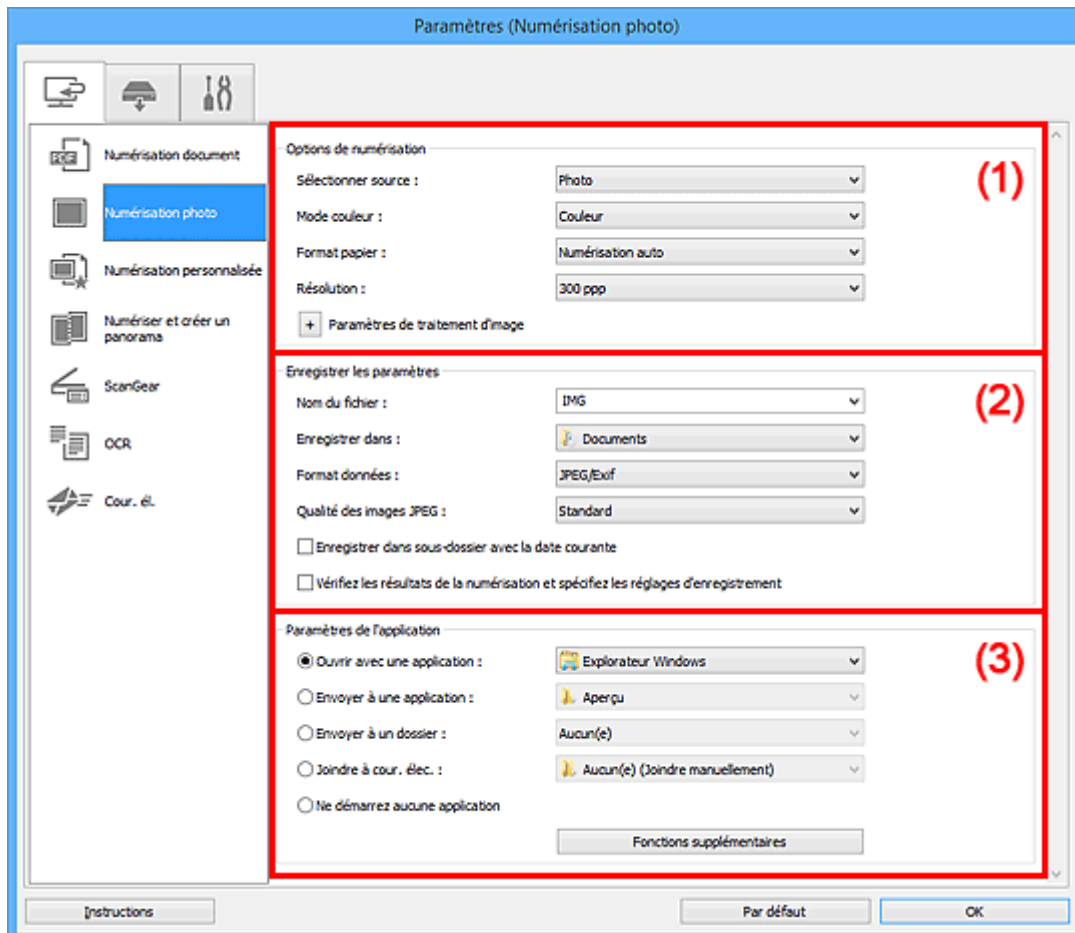 Paramètres (Numérisation photo)
Numérisation document
Numérisation photo
Numérisation personnalisée
Numériser et créer un
panorama
ScanGear
OCR
Cour. él.
Options de numérisation
(1)
Sélectionner source : Photo
Mode couleur : Couleur
Format papier : Numérisation auto
Résolution : 300 ppp
+ Paramètres de traitement d'image
Enregistrer les paramètres
(2)
Nom du fichier : IMG
Enregistrer dans : Documents
Format données : JPEG/Exif
Qualité des images JPEG : Standard
Enregistrer dans sous-dossier avec la date courante
Vérifiez les résultats de la numérisation et spécifiez les réglages d'enregistrement
Paramètres de l'application
(3)
Ouvrir avec une application : Explorateur Windows
Envoyer à une application : Aperçu
Envoyer à un dossier : Aucun(e)
Joindre à cour. élec. : Aucun(e) (Joindre manuellement)
Ne démarrez aucune application
Fonctions supplémentaires
Instructions
Par défaut
OK